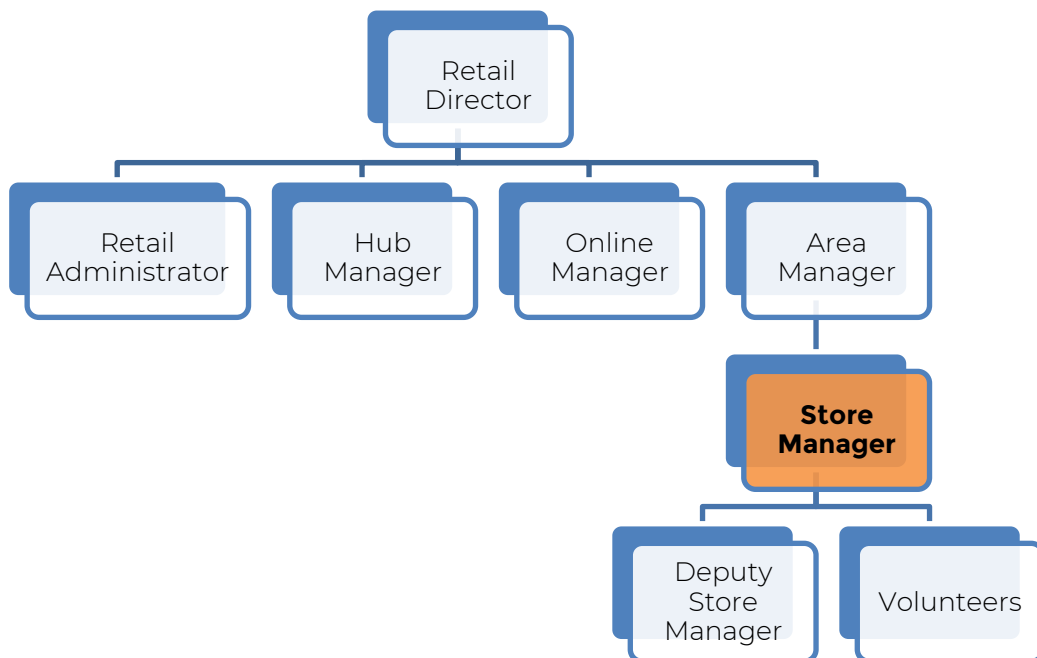 Retail
Director
Retail
Administrator
Hub
Manager
Online
Manager
Area
Manager
Store
Manager
Deputy
Store
Manager
Volunteers